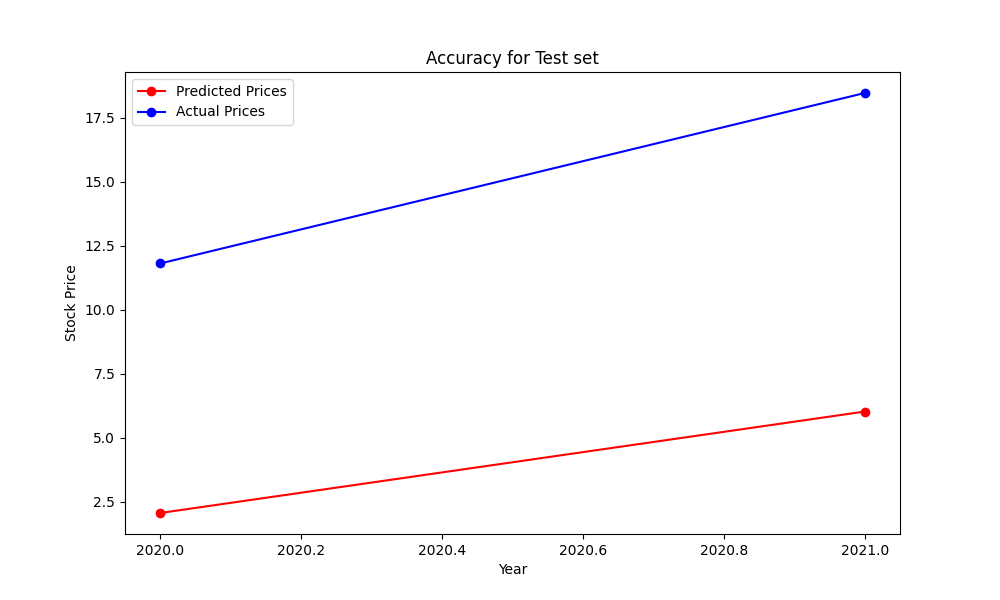 Accuracy for Test set
Predicted Prices
Actual Prices
17.5
15.0
12.5
10.0
7.5
5.0
2.5
Stock Price
2020.0 2020.2 2020.4 2020.6 2020.8 2021.0
Year